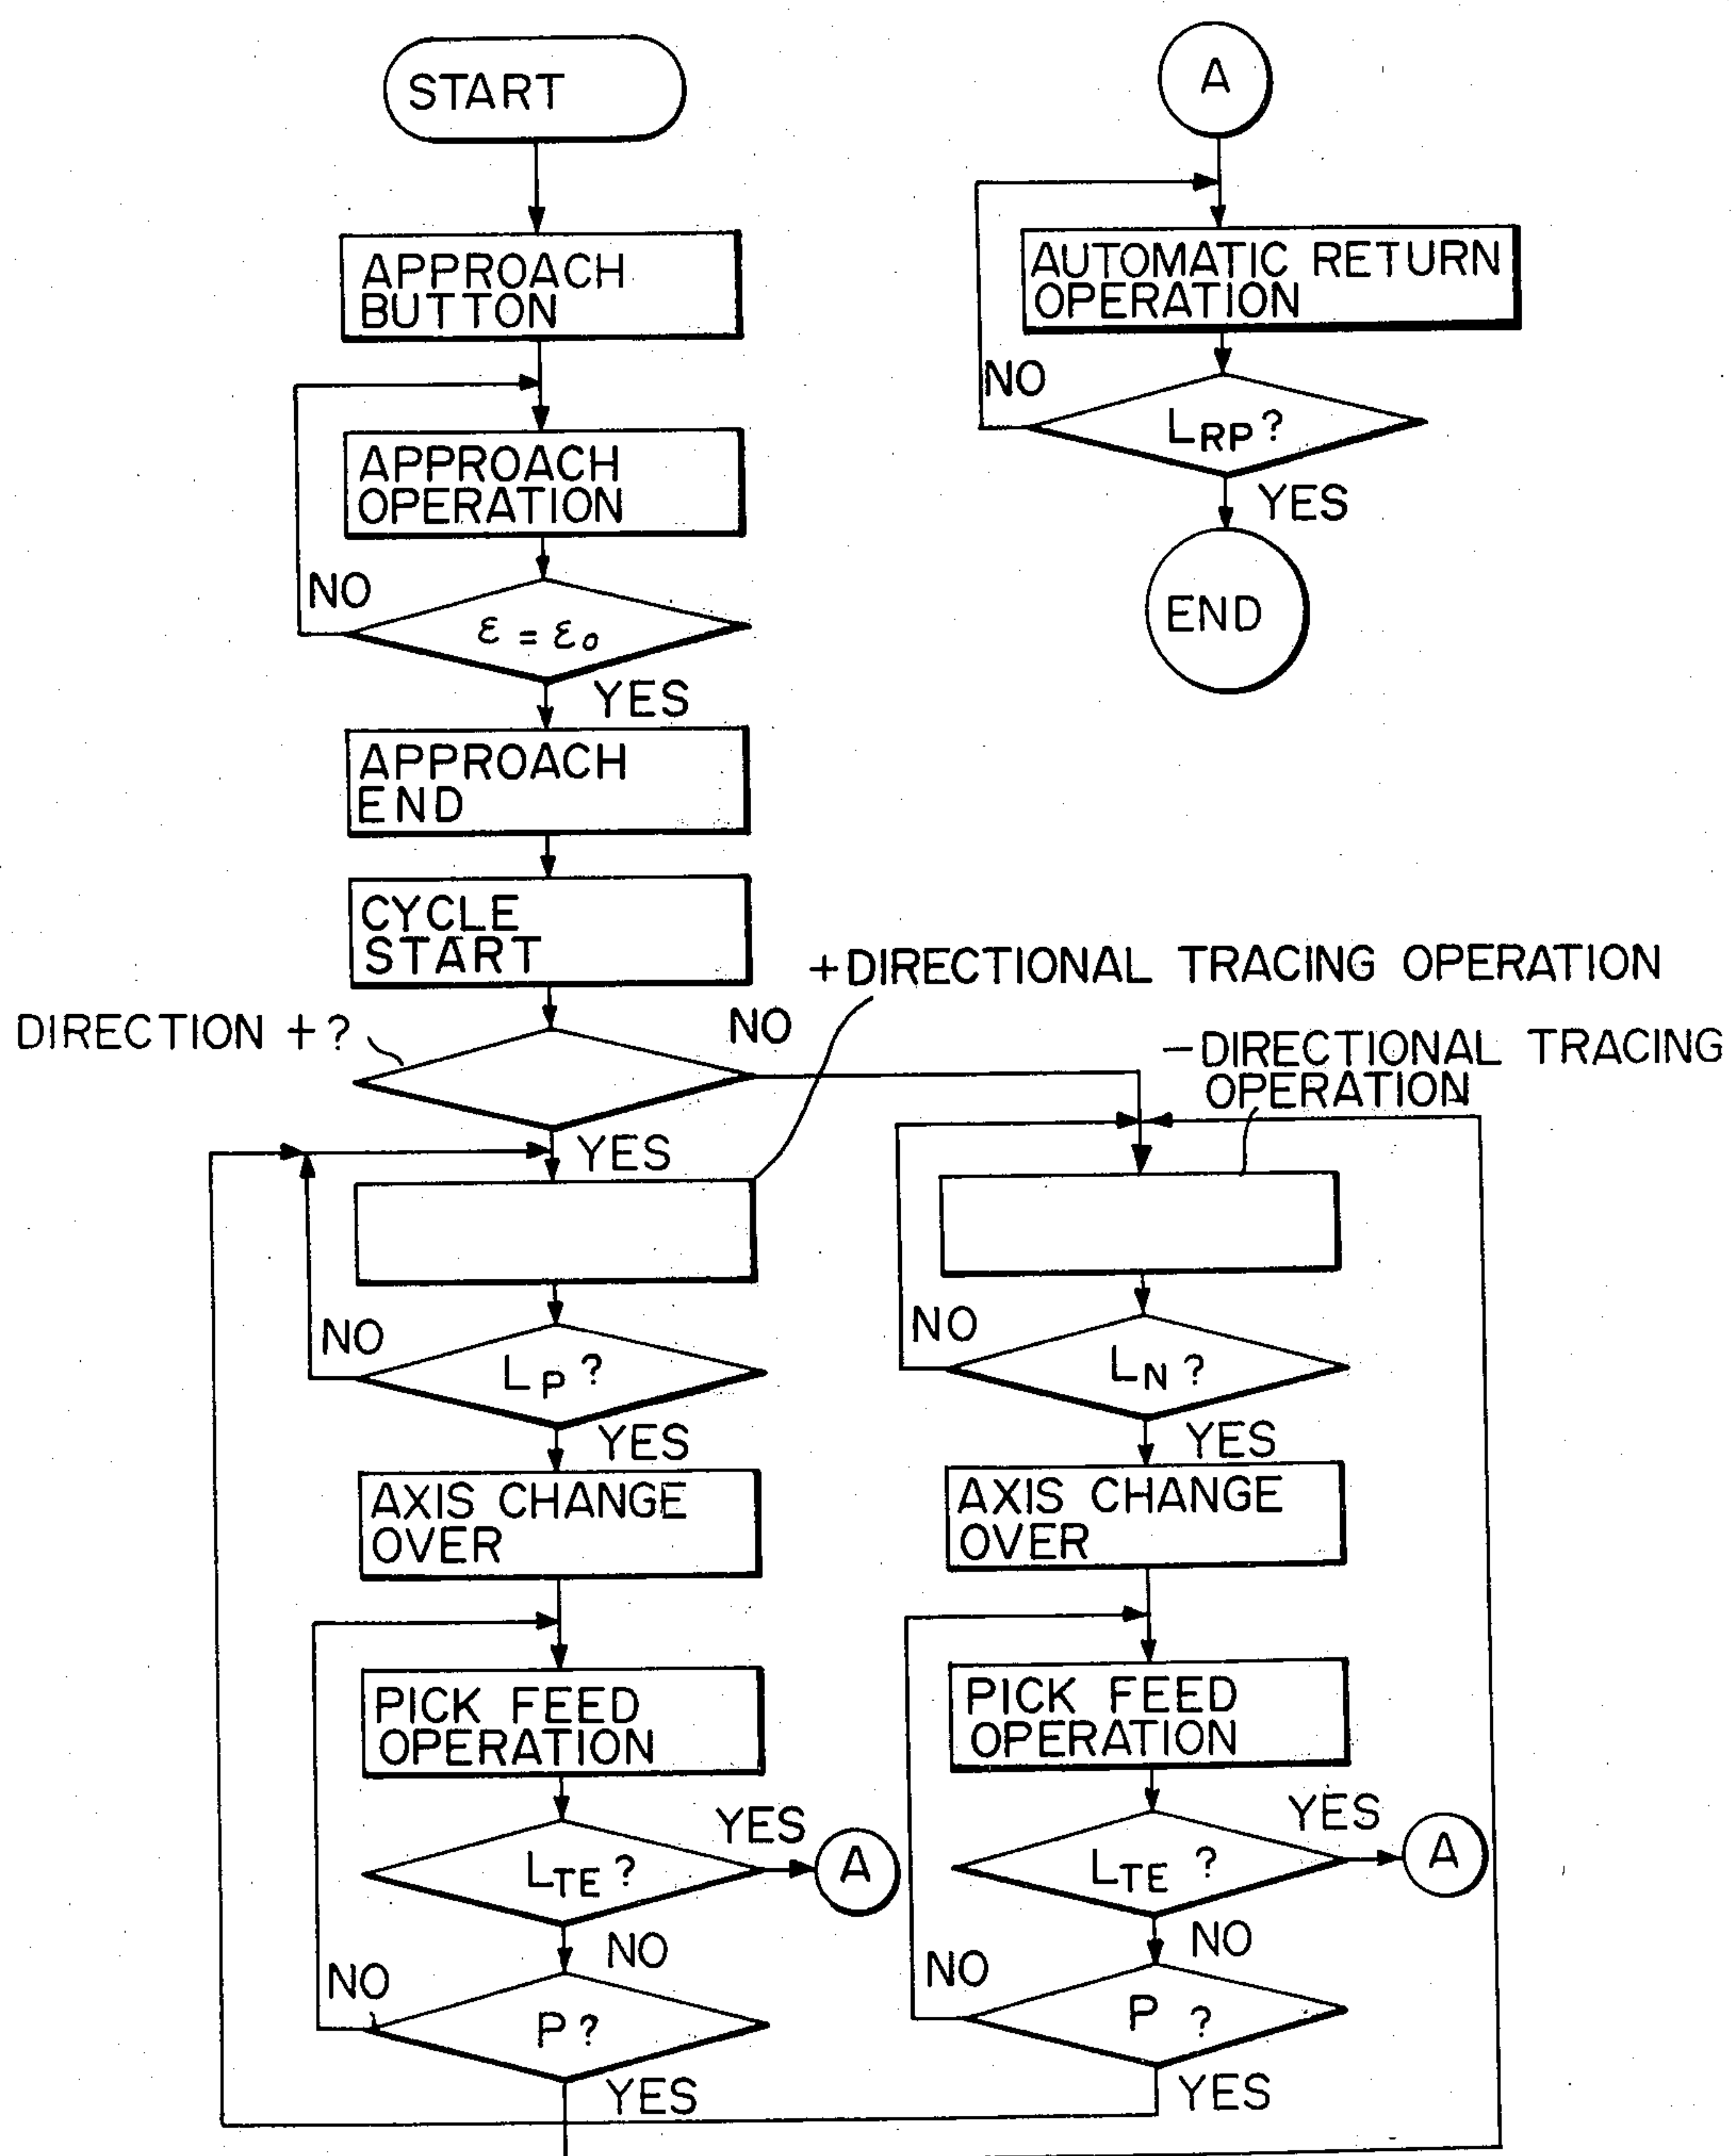 START
APPROACH
BUTTON
APPROACH
OPERATION
NO
ε = ε0
YES
APPROACH
END
CYCLE
START
DIRECTION +?
NO
YES
+DIRECTIONAL TRACING OPERATION
NO
LP ?
YES
AXIS CHANGE
OVER
PICK FEED
OPERATION
YES
LTE ?
A
NO
NO
P ?
YES
A
AUTOMATIC RETURN
OPERATION
NO
LRP ?
YES
END
-DIRECTIONAL TRACING
OPERATION
NO
LN ?
YES
AXIS CHANGE
OVER
PICK FEED
OPERATION
YES
LTE ?
A
NO
NO
P ?
YES